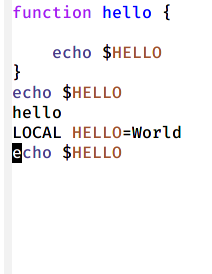 function hello {
    echo $HELLO
}
echo $HELLO
hello
LOCAL HELLO=World
echo $HELLO